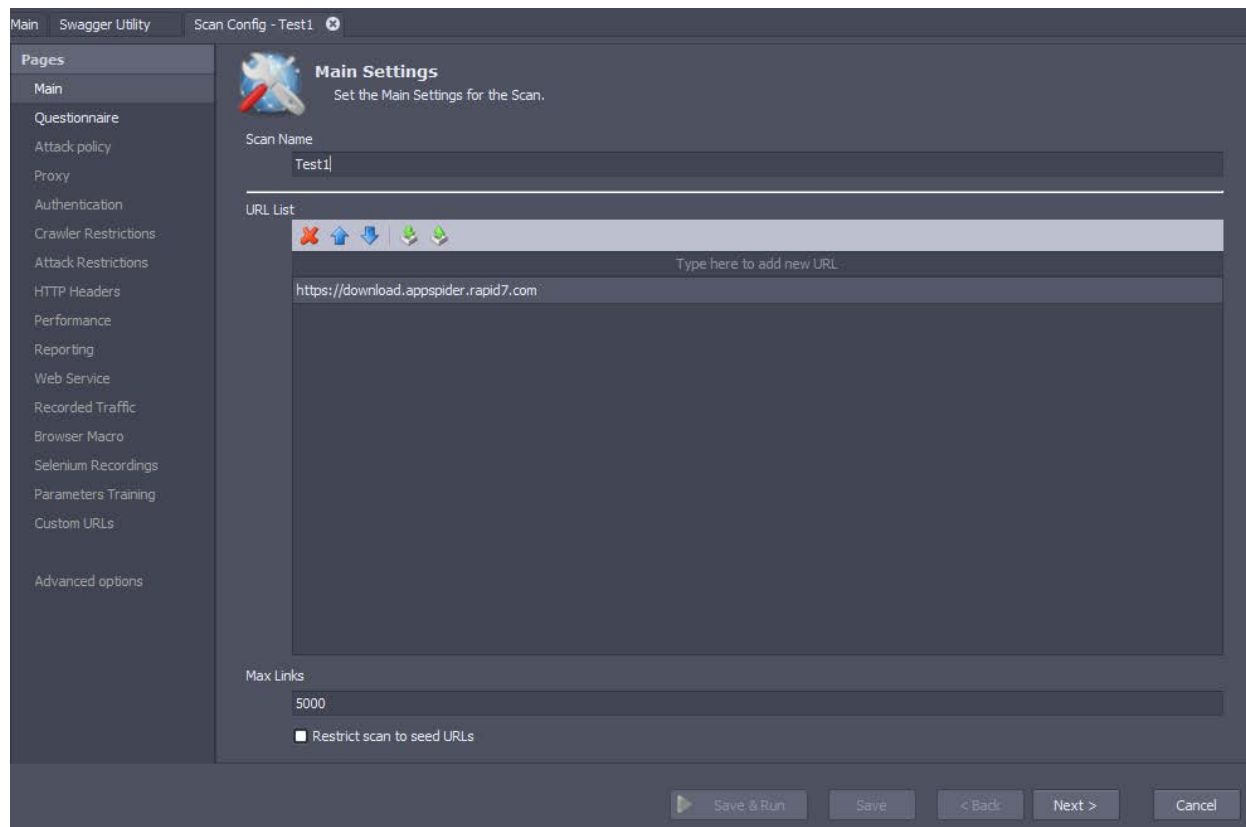 Main Swagger Utility Scan Config - Test1
Pages
Main
Questionnaire
Attack policy
Proxy
Authentication
Crawler Restrictions
Attack Restrictions
HTTP Headers
Performance
Reporting
Web Service
Recorded Traffic
Browser Macro
Selenium Recordings
Parameters Training
Custom URLs
Advanced options
Main Settings
Set the Main Settings for the Scan.
Scan Name
Test1
URL List
Type here to add new URL
https://download.appspider.rapid7.com
Max Links
5000
Restrict scan to seed URLs
Save & Run Save < Back Next > Cancel